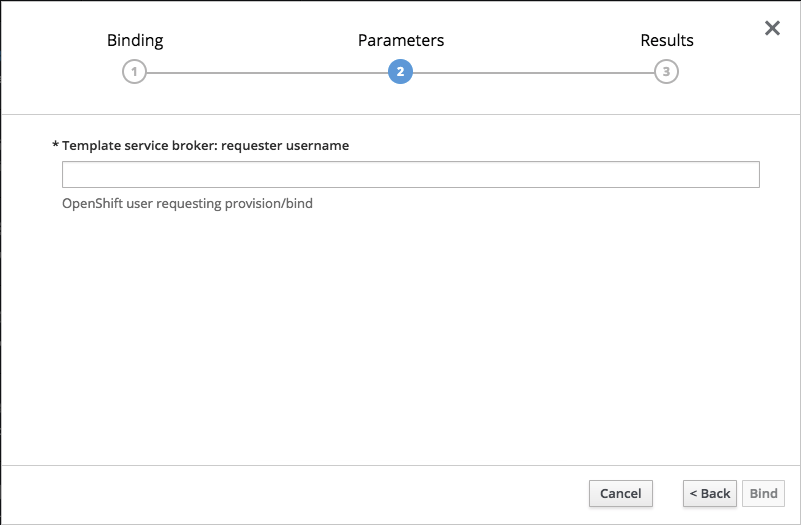 Binding Parameters Results
1 2 3
* Template service broker: requester username
OpenShift user requesting provision/bind
Cancel < Back Bind